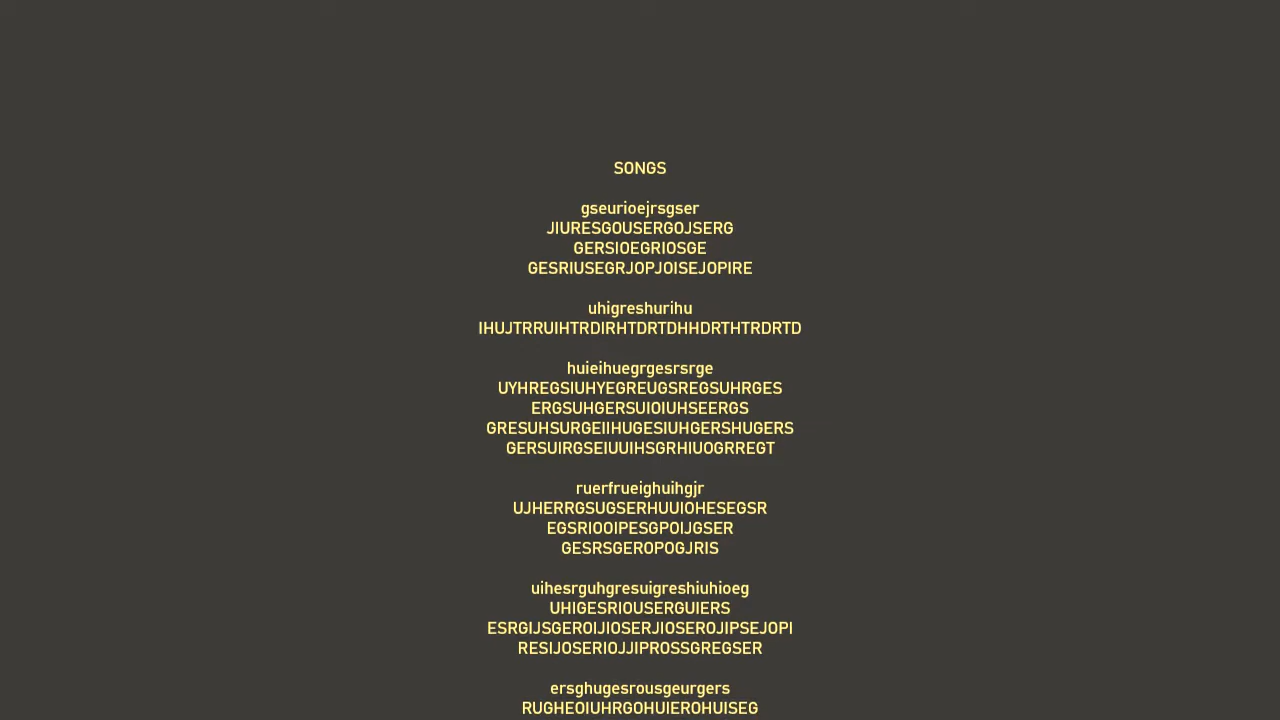 SONGS
gseurioejrsgser
JIURESGOUSERGOJSERG
GERSIOEGRIOSGE
GESRIUSEGRJOPJOISEJOPIRE
uhigreshurihu
IHUJTRRUIHTRDIRHTDRTDHHDRTHTRDRTD
huieihuegrgesrsrge
UYHREGSIUHYEGREUGSREGSUHRGES
ERGSUHGERSUIOIUHSEERGS
GRESUHSURGEIIHUGESIUHGERSHUGERS
GERSUIRGSEIUUIHSGRHIUOGRREGT
ruerfrueighuihgjr
UJHERRGSUGSERHUUIOHESEGSR
EGSRIOOIPESGPOIJGSER
GESRSGEROPOGJRIS
uihesrguhgresuigreshiuhioeg
UHIGESRIOUSERGUIERS
ESRGIJSGEROIJIOSERJIOSEROJIPSEJOPI
RESIJOSERIOJJIPROSSGREGSER
ersghugesrousgeurgers
RUGHEOIUHRGOHUIEROHUISEG